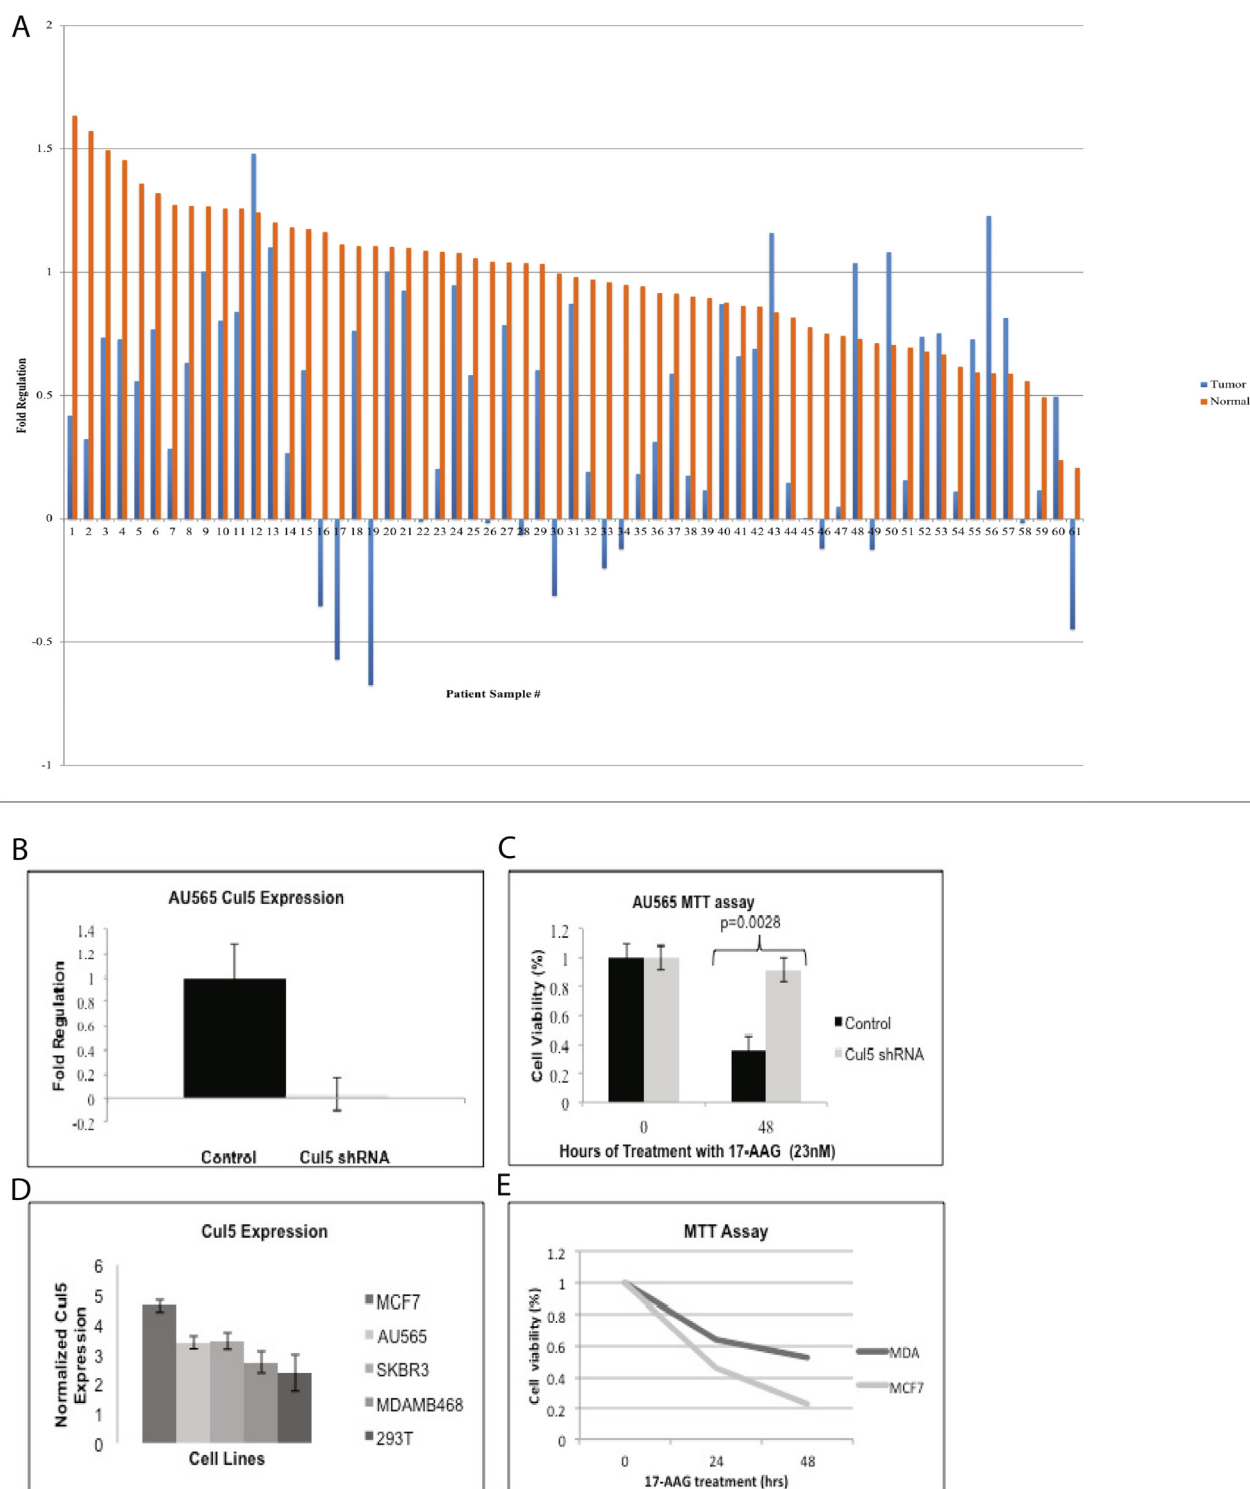 A
2
1.5
1
0.5
0
-0.5
-1
Fold Regulation
1 2 3 4 5 6 7 8 9 10 11 12 13 14 15 16 17 18 19 20 21 22 23 24 25 26 27 28 29 30 31 32 33 34 35 36 37 38 39 40 41 42 43 44 45 46 47 48 49 50 51 52 53 54 55 56 57 58 59 60 61
Patient Sample #
Tumor
Normal
B
AU565 Cul5 Expression
Fold Regulation
1.4
1.2
1
0.8
0.6
0.4
0.2
0
-0.2
Control Cul5 shRNA
C
AU565 MTT assay
p=0.0028
Cell Viability (%)
1.2
1
0.8
0.6
0.4
0.2
0
0 48
Hours of Treatment with 17-AAG (23nM)
Control
Cul5 shRNA
D
Cul5 Expression
Normalized Cul5
Expression
6
5
4
3
2
1
0
Cell Lines
MCF7
AU565
SKBR3
MDAMB468
293T
E
MTT Assay
Cell viability (%)
1.2
1
0.8
0.6
0.4
0.2
0
0 24 48
17-AAG treatment (hrs)
MDA
MCF7